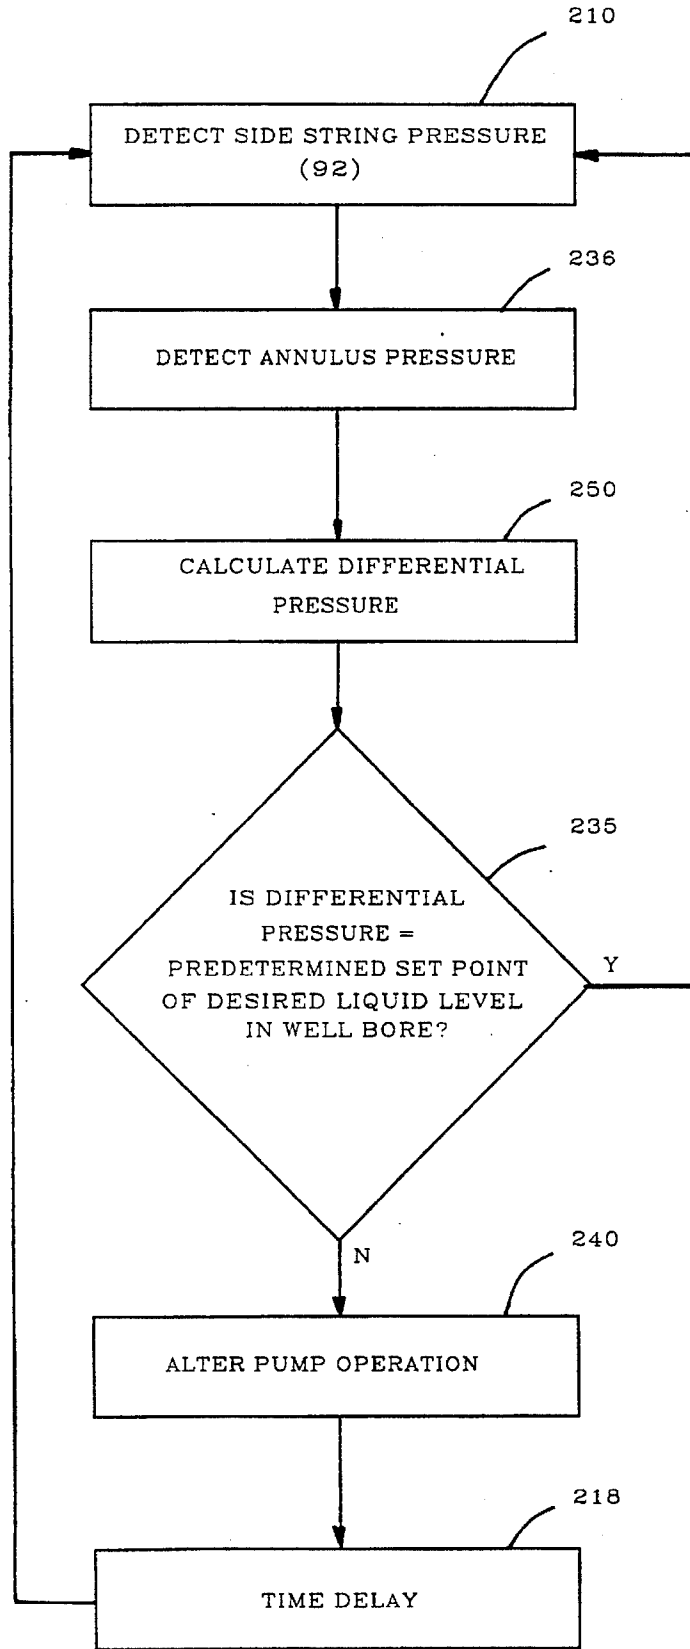 210
DETECT SIDE STRING PRESSURE
(92)
236
DETECT ANNULUS PRESSURE
250
CALCULATE DIFFERENTIAL
PRESSURE
235
IS DIFFERENTIAL
PRESSURE =
PREDETERMINED SET POINT
OF DESIRED LIQUID LEVEL
IN WELL BORE?
Y
N
240
ALTER PUMP OPERATION
218
TIME DELAY